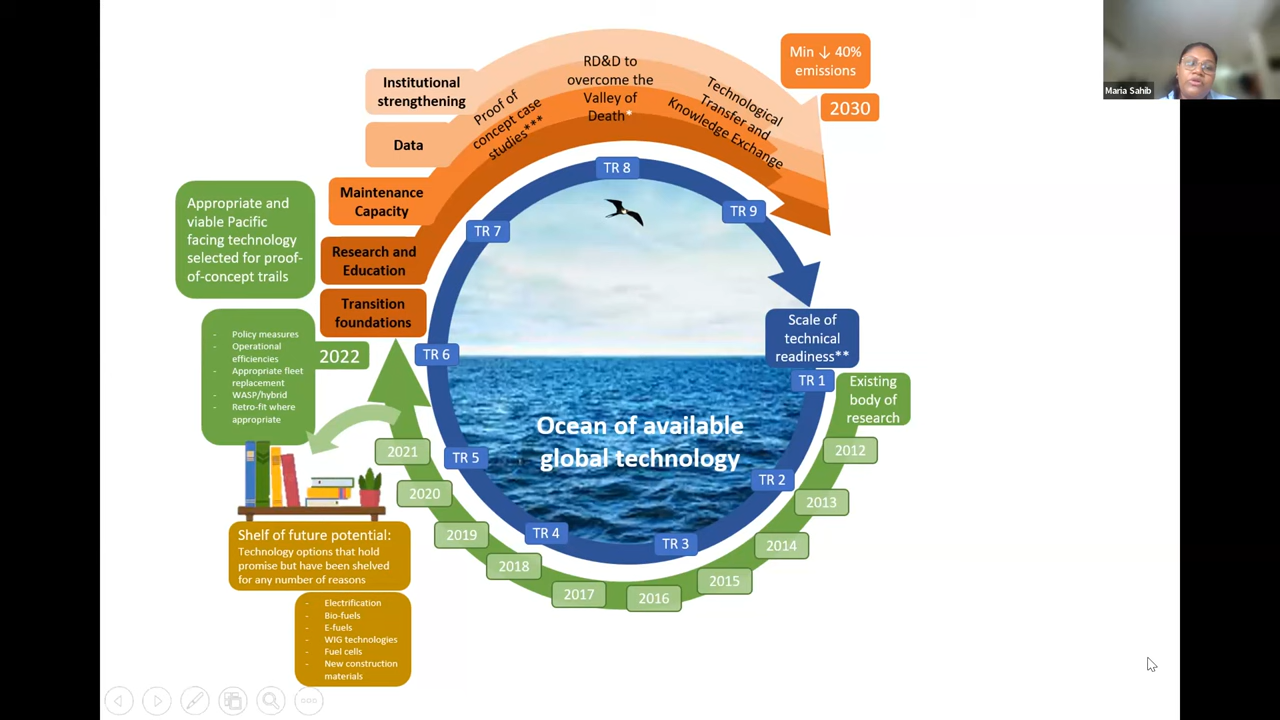 Min ↓ 40%
emissions
2030
Maria Sahib
Institutional
strengthening
Data
Maintenance
Capacity
Research and
Education
Transition
foundations
Proof of
concept case
studies***
RD&D to
overcome the
Valley of
Death*
Technological
Transfer and
Knowledge Exchange
Appropriate and
viable Pacific
facing technology
selected for proof-
of-concept trails
- Policy measures
- Operational
efficiencies
- Appropriate fleet
replacement
- WASP/hybrid
- Retro-fit where
appropriate
2022
TR 8
TR 9
TR 7
TR 6
TR 5
TR 4
TR 3
TR 2
TR 1
Scale of
technical
readiness**
Existing
body of
research
2012
2013
2014
2015
2016
2017
2018
2019
2020
2021
Ocean of available
global technology
Shelf of future potential:
Technology options that hold
promise but have been shelved
for any number of reasons
- Electrification
- Bio-fuels
- E-fuels
- WIG technologies
- Fuel cells
- New construction
materials